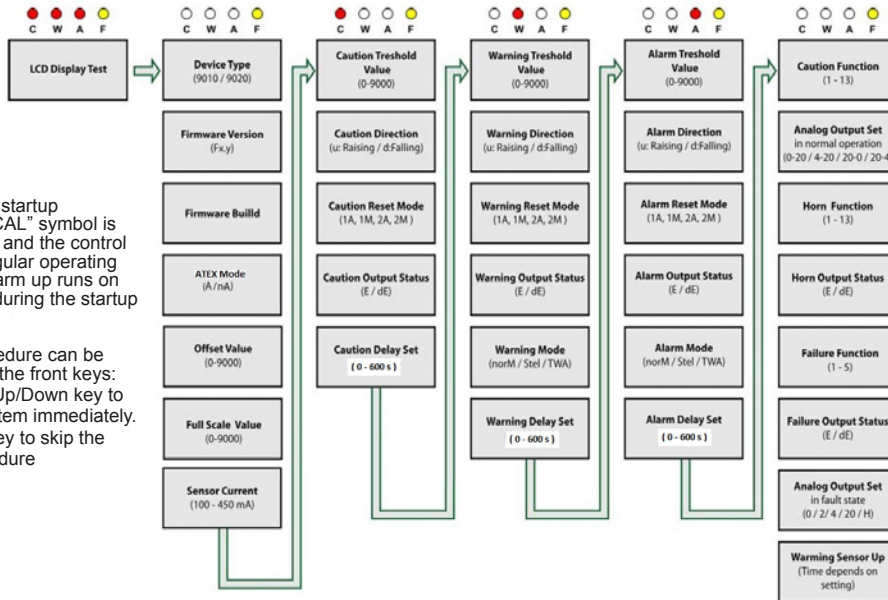 C W A F
LCD Display Test
startup
CAL” symbol is
and the control
gular operating
arm up runs on
during the startup
edure can be
the front keys:
Up/Down key to
tem immediately.
ey to skip the
dure
C W A F
Device Type
(9010 / 9020)
Firmware Version
(Fx.y)
Firmware Builld
ATEX Mode
(A/nA)
Offset Value
(0-9000)
Full Scale Value
(0-9000)
Sensor Current
(100 - 450 mA)
C W A F
Caution Treshold
Value
(0-9000)
Caution Direction
(u: Raising / d:Falling)
Caution Reset Mode
(1A, 1M, 2A, 2M )
Caution Output Status
(E / dE)
Caution Delay Set
( 0 - 600 s )
C W A F
Warning Treshold
Value
(0-9000)
Warning Direction
(u: Raising / d:Falling)
Warning Reset Mode
(1A, 1M, 2A, 2M )
Warning Output Status
(E / dE)
Warning Mode
(norM / Stel / TWA)
Warning Delay Set
( 0 - 600 s )
C W A F
Alarm Treshold
Value
(0-9000)
Alarm Direction
(u: Raising / d:Falling)
Alarm Reset Mode
(1A, 1M, 2A, 2M )
Alarm Output Status
(E / dE)
Alarm Mode
(norM / Stel / TWA)
Alarm Delay Set
( 0 - 600 s )
C W A F
Caution Function
(1 - 13)
Analog Output Set
in normal operation
(0-20 / 4-20 / 20-0 / 20-4
Horn Function
(1 - 13)
Horn Output Status
(E / dE)
Failure Function
(1 - 5)
Failure Output Status
(E / dE)
Analog Output Set
in fault state
(0 / 2/ 4 / 20 / H)
Warming Sensor Up
(Time depends on
setting)